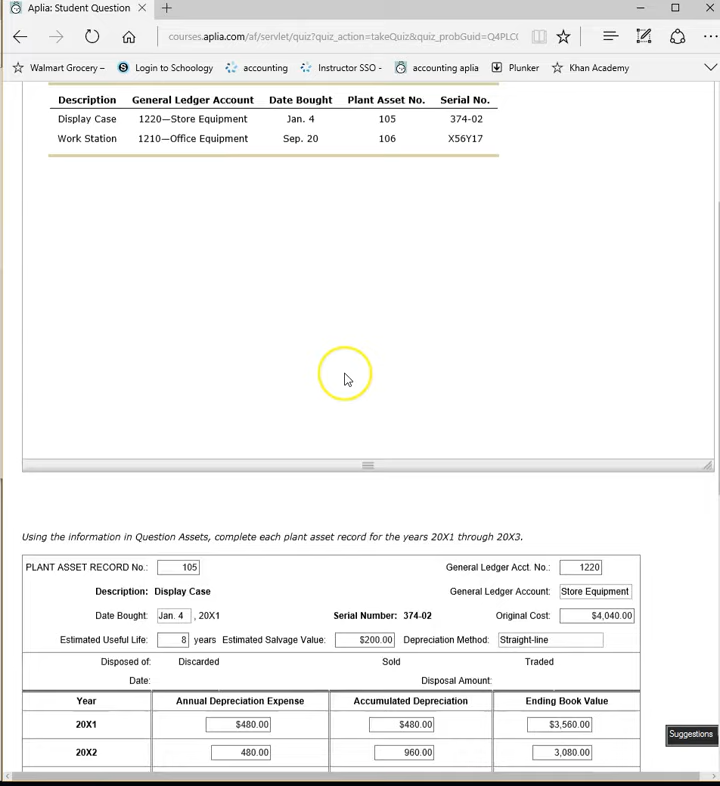 Aplia: Student Question
courses.aplia.com/af/servlet/quiz?quiz_action=takeQuiz&quiz_probGuid=Q4PLC
Walmart Grocery –
Login to Schoology
accounting
Instructor SSO -
accounting aplia
Plunker
Khan Academy
Description General Ledger Account Date Bought Plant Asset No. Serial No.
Display Case 1220—Store Equipment Jan. 4 105 374-02
Work Station 1210—Office Equipment Sep. 20 106 X56Y17
Using the information in Question Assets, complete each plant asset record for the years 20X1 through 20X3.
PLANT ASSET RECORD No.: 105 General Ledger Acct. No.: 1220
Description: Display Case General Ledger Account: Store Equipment
Date Bought: Jan. 4 , 20X1 Serial Number: 374-02 Original Cost: $4,040.00
Estimated Useful Life: 8 years Estimated Salvage Value: $200.00 Depreciation Method: Straight-line
Disposed of: Discarded Sold Traded
Date: Disposal Amount:
Year Annual Depreciation Expense Accumulated Depreciation Ending Book Value
20X1 $480.00 $480.00 $3,560.00
Suggestions
20X2 480.00 960.00 3,080.00